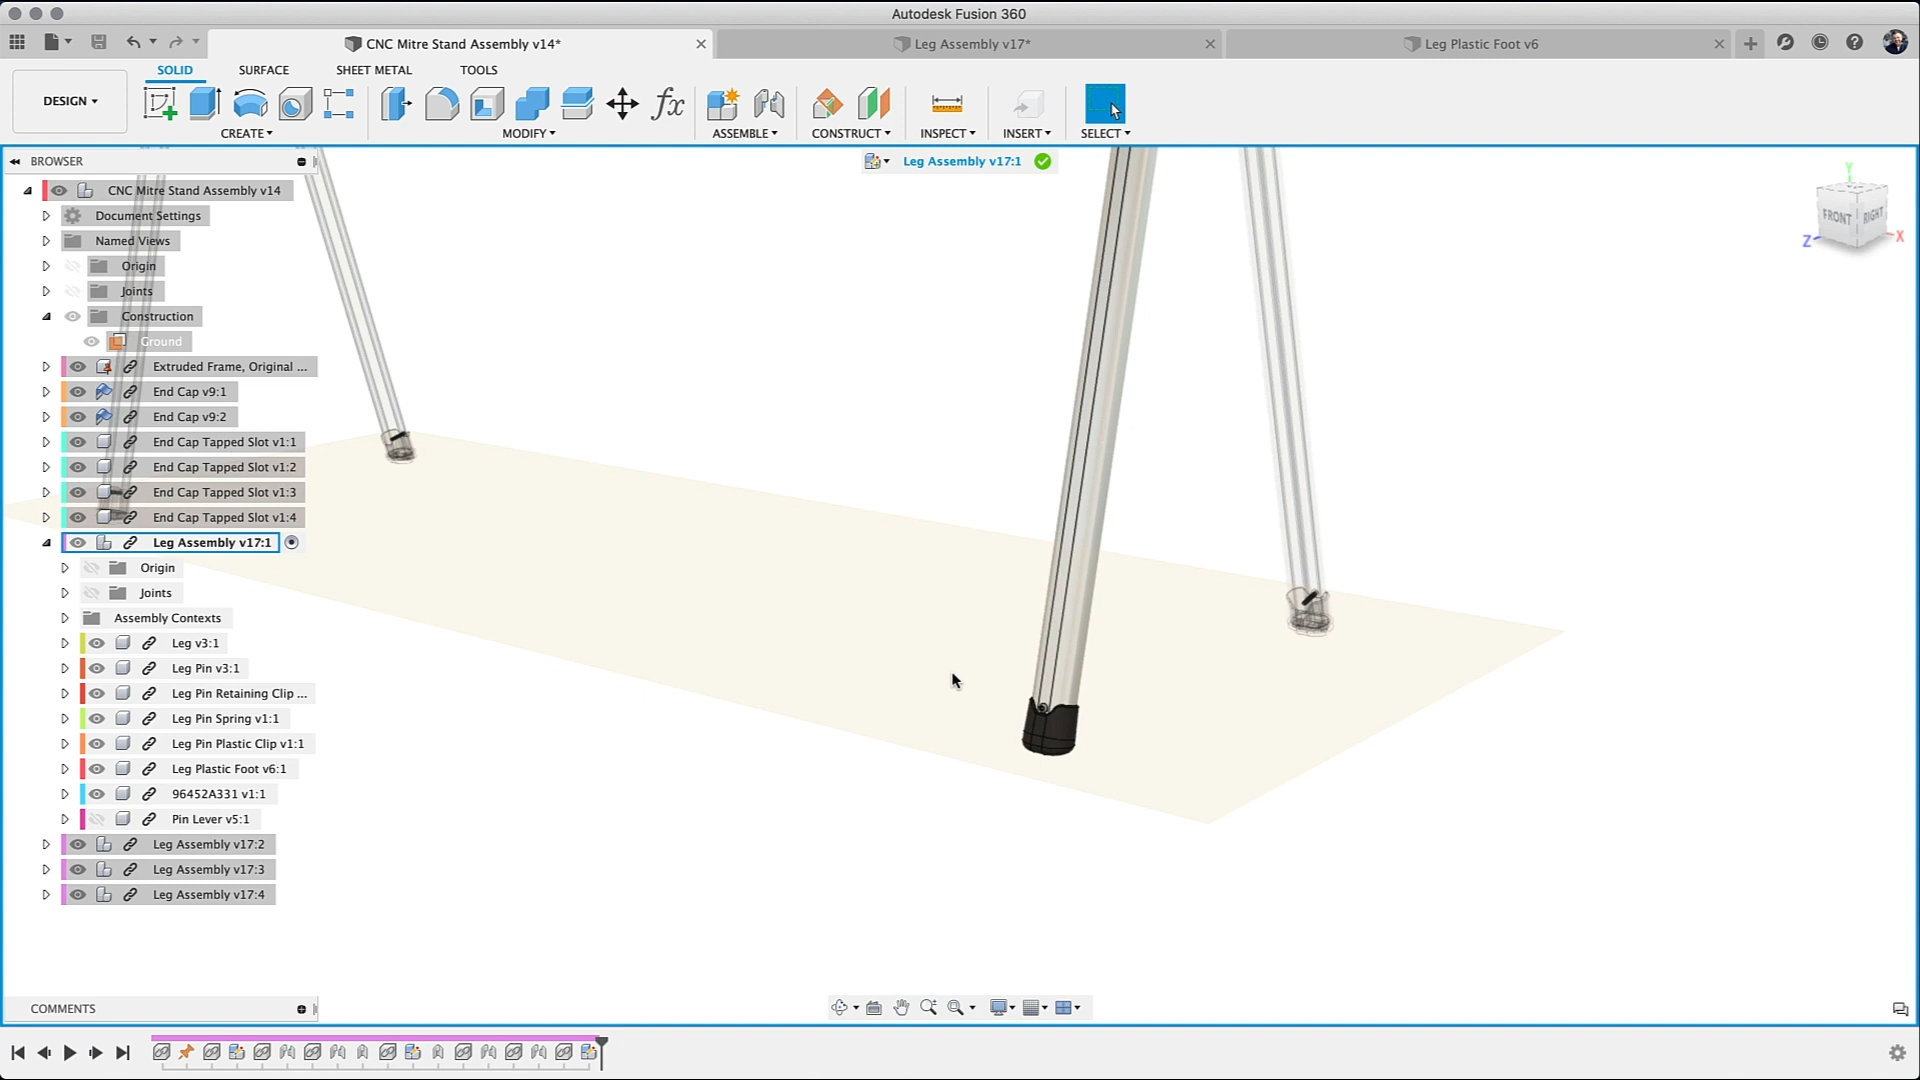 Autodesk Fusion 360
CNC Mitre Stand Assembly v14*
Leg Assembly v17*
Leg Plastic Foot v6
DESIGN
SOLID
SURFACE
SHEET METAL
TOOLS
CREATE
MODIFY
fx
ASSEMBLE
CONSTRUCT
INSPECT
INSERT
SELECT
BROWSER
Leg Assembly v17:1
Y
FRONT
RIGHT
Z
X
CNC Mitre Stand Assembly v14
Document Settings
Named Views
Origin
Joints
Construction
Ground
Extruded Frame, Original ...
End Cap v9:1
End Cap v9:2
End Cap Tapped Slot v1:1
End Cap Tapped Slot v1:2
End Cap Tapped Slot v1:3
End Cap Tapped Slot v1:4
Leg Assembly v17:1
Origin
Joints
Assembly Contexts
Leg v3:1
Leg Pin v3:1
Leg Pin Retaining Clip ...
Leg Pin Spring v1:1
Leg Pin Plastic Clip v1:1
Leg Plastic Foot v6:1
96452A331 v1:1
Pin Lever v5:1
Leg Assembly v17:2
Leg Assembly v17:3
Leg Assembly v17:4
COMMENTS